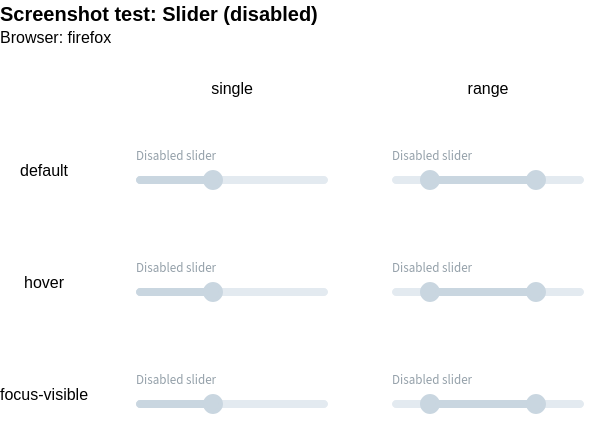 Screenshot test: Slider (disabled)
Browser: firefox
single range
Disabled slider Disabled slider
default
Disabled slider Disabled slider
hover
Disabled slider Disabled slider
focus-visible